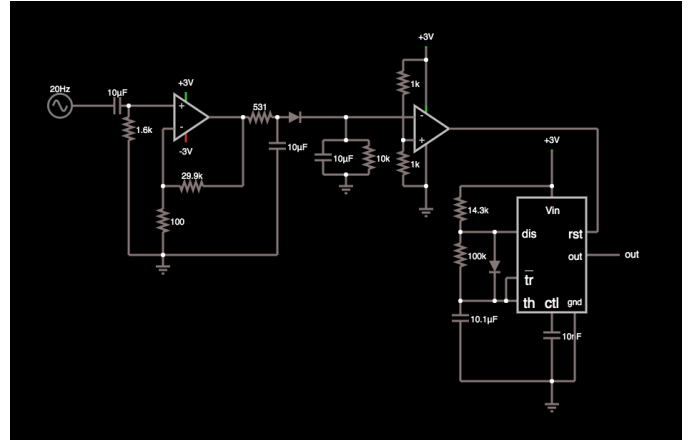 +3V
20Hz
10µF
+3V
1k
531
+
-
-
+
1.6k
-3V
10µF
10µF
10k
1k
+3V
29.9k
100
14.3k
Vin
dis
rst
100k
out
out
tr
th
ctl
gnd
10.1µF
10nF